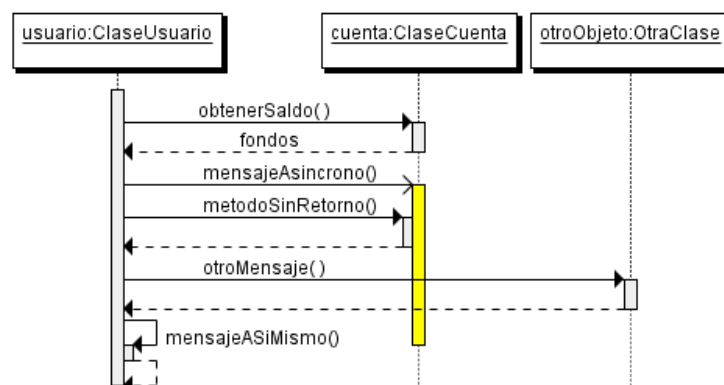 usuario:ClaseUsuario
cuenta:ClaseCuenta
otroObjeto:OtraClase
obtenerSaldo( )
fondos
mensajeAsincrono()
metodoSinRetorno()
otroMensaje( )
mensajeASiMismo()